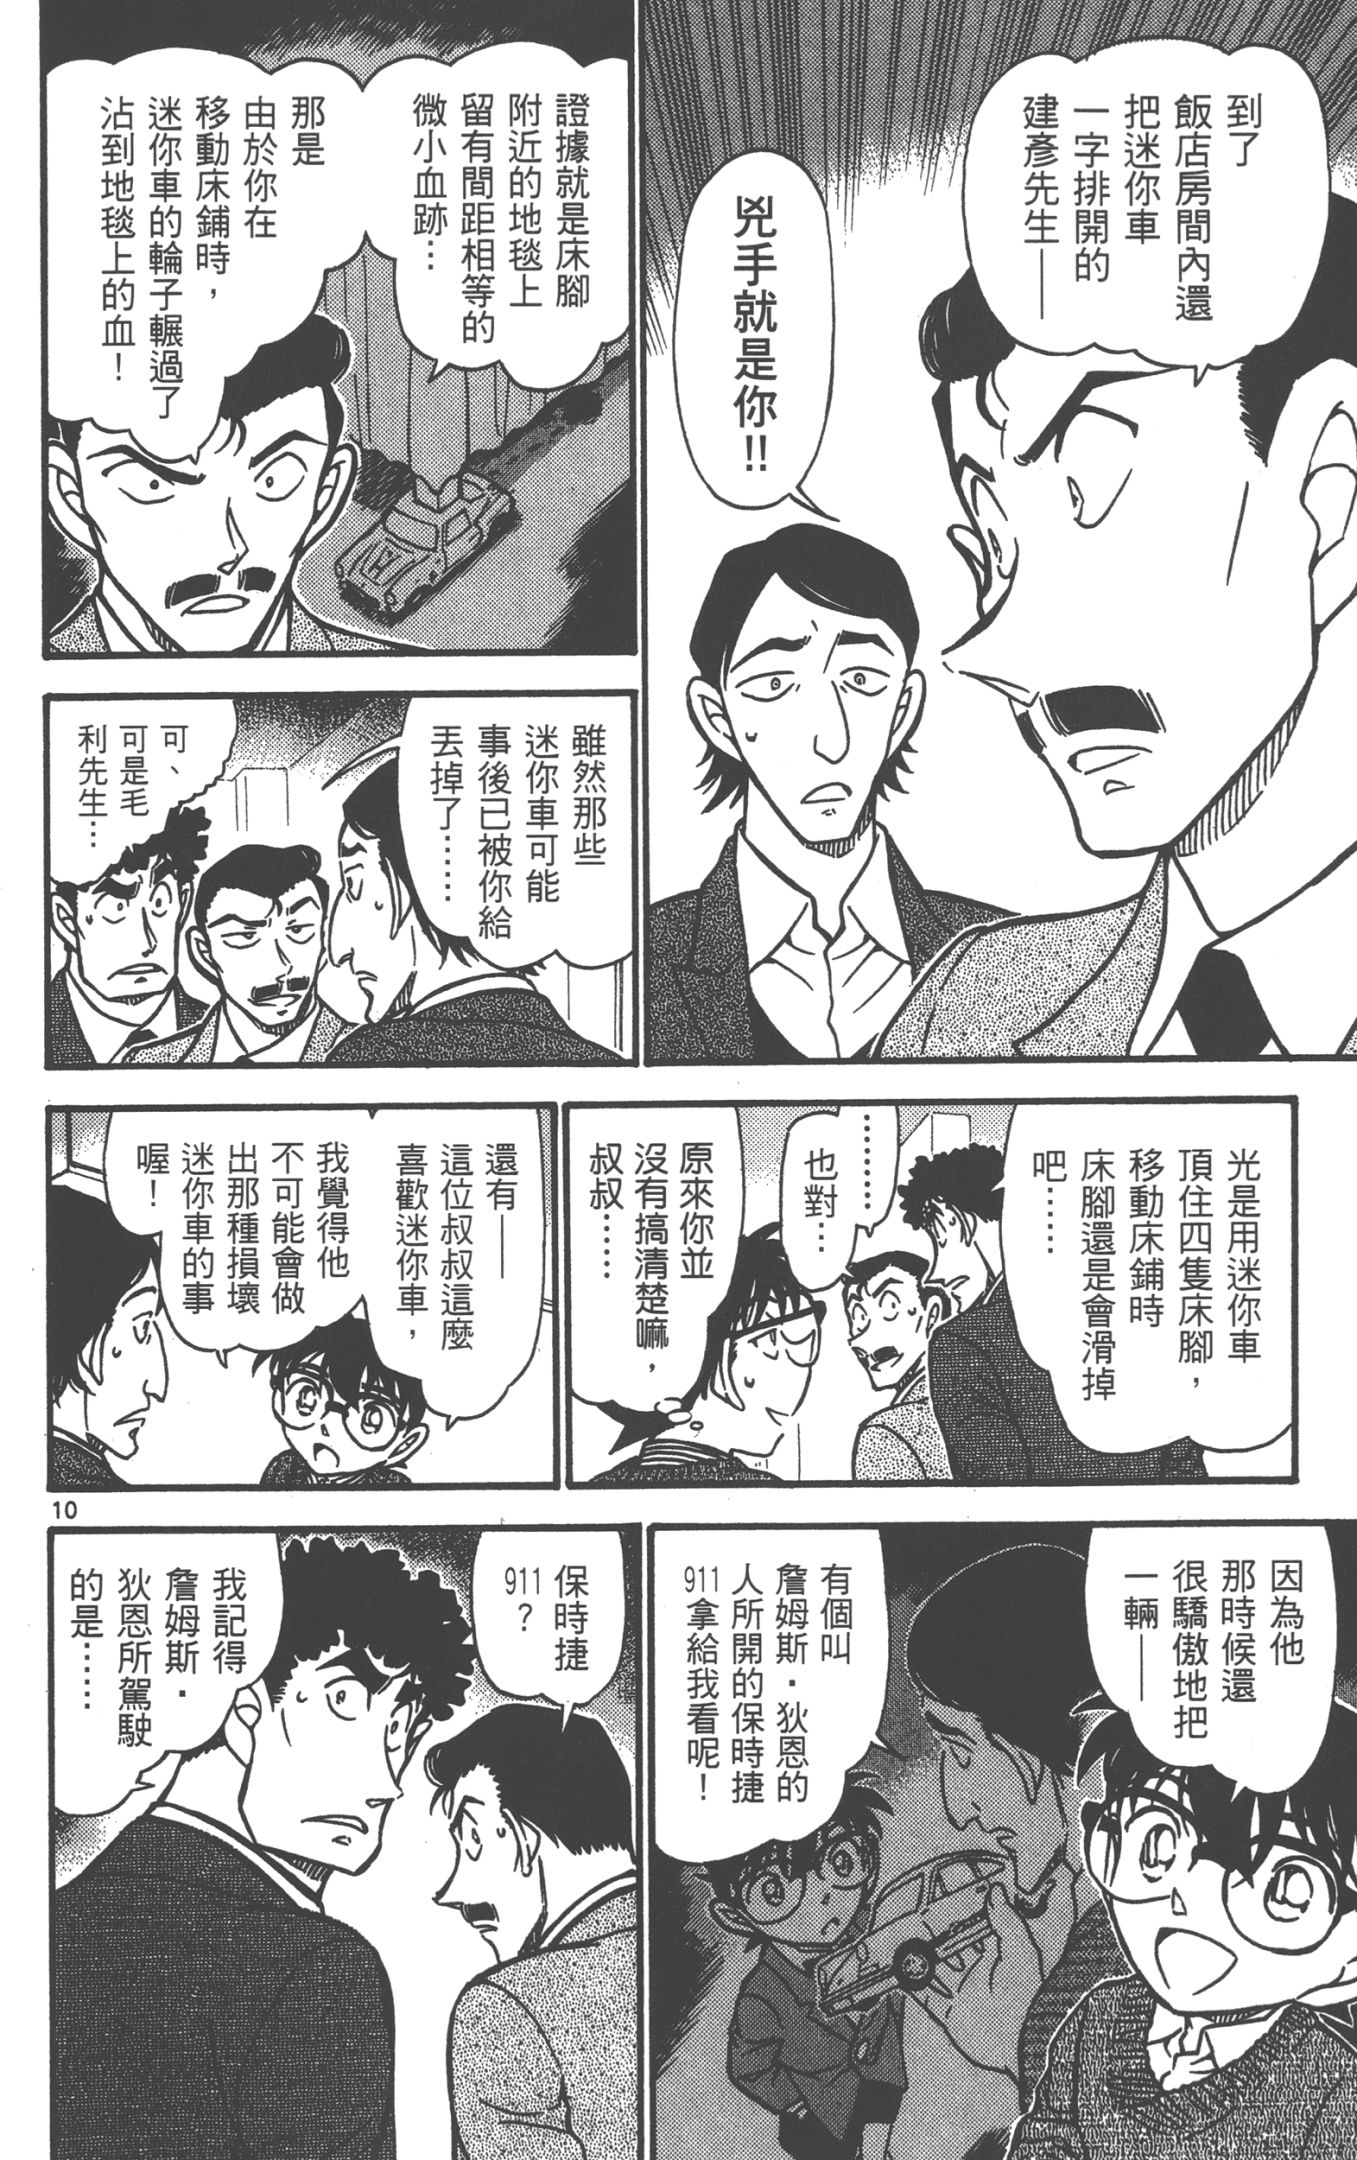 到了
飯店房間內還
把迷你車
一字排開的
建彥先生——
兇手就是你!!
證據就是床腳
附近的地毯上
留有間距相等的
微小血跡…
那是
由於你在
移動床鋪時，
迷你車的輪子輾過了
沾到地毯上的血！
雖然那些
迷你車可能
事後已被你給
丟掉了……
可、
可是毛
利先生…
光是用迷你車
頂住四隻床腳，
移動床鋪時
床腳還是會滑掉
吧……
………
也對…
原來你並
沒有搞清楚嘛，
叔叔……
還有——
這位叔叔這麼
喜歡迷你車，
我覺得他
不可能會做
出那種損壞
迷你車的事
喔！
因為他
那時候還
很驕傲地把
一輛——
有個叫
詹姆斯·狄恩的
人所開的保時捷
911拿給我看呢！
保時捷
911？
我記得
詹姆斯·
狄恩所駕駛
的是……
10